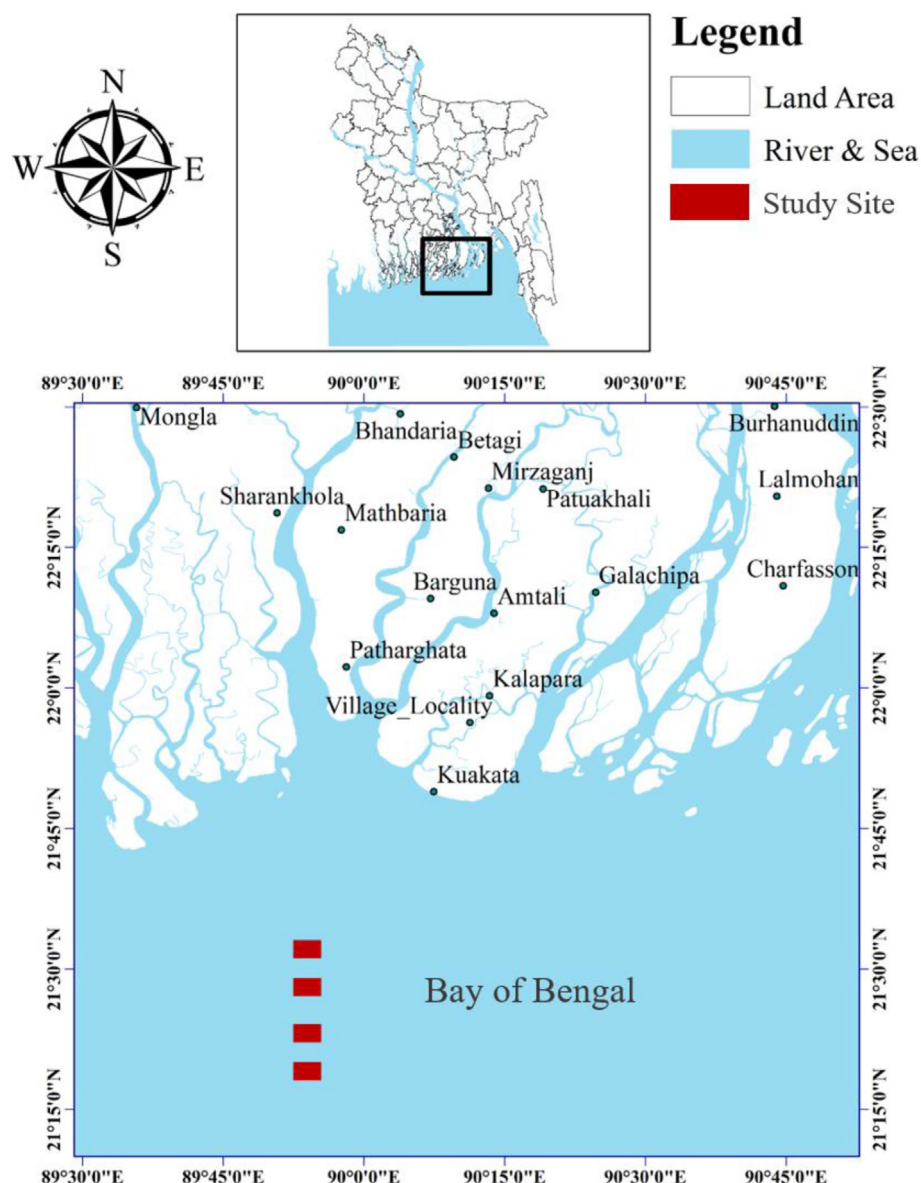 N
W
E
S
Legend
Land Area
River & Sea
Study Site
89°30'0"E
89°45'0"E
90°00'0"E
90°15'0"E
90°30'0"E
90°45'0"E
22°30'0"N
22°15'0"N
22°0'0"N
21°45'0"N
21°30'0"N
21°15'0"N
Mongla
Bhandaria
Betagi
Burhanuddin
Mirzaganj
Lalmohan
Sharankhola
Patuakhali
Mathbaria
Barguna
Galachipa
Charfasson
Amtali
Patharghata
Kalapara
Village_Locality
Kuakata
Bay of Bengal
22°30'0"N
22°15'0"N
22°0'0"N
21°45'0"N
21°30'0"N
21°15'0"N
89°30'0"E
89°45'0"E
90°00'0"E
90°15'0"E
90°30'0"E
90°45'0"E